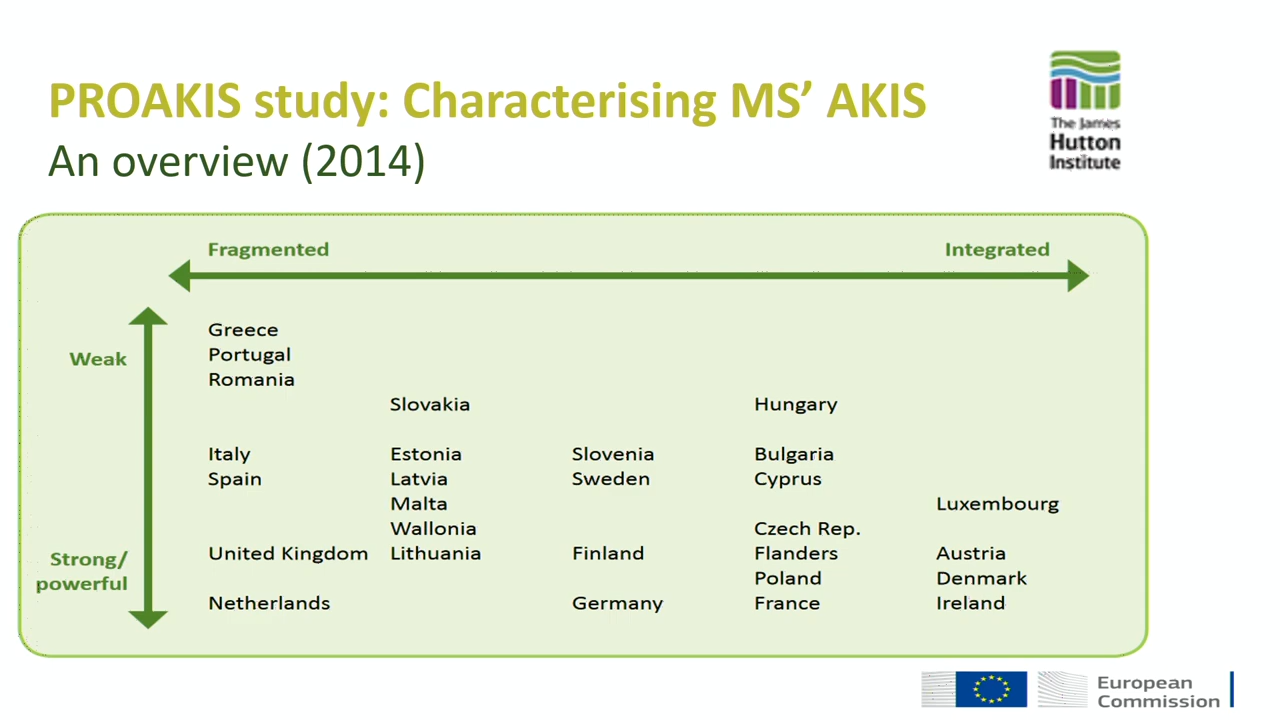 PROAKIS study: Characterising MS’ AKIS
An overview (2014)
The James
Hutton
Institute
Fragmented
Integrated
Weak
Strong/
powerful
Greece
Portugal
Romania
Slovakia
Hungary
Italy
Estonia
Slovenia
Bulgaria
Spain
Latvia
Sweden
Cyprus
Malta
Luxembourg
Wallonia
Czech Rep.
United Kingdom
Lithuania
Finland
Flanders
Austria
Poland
Denmark
Netherlands
Germany
France
Ireland
European
Commission